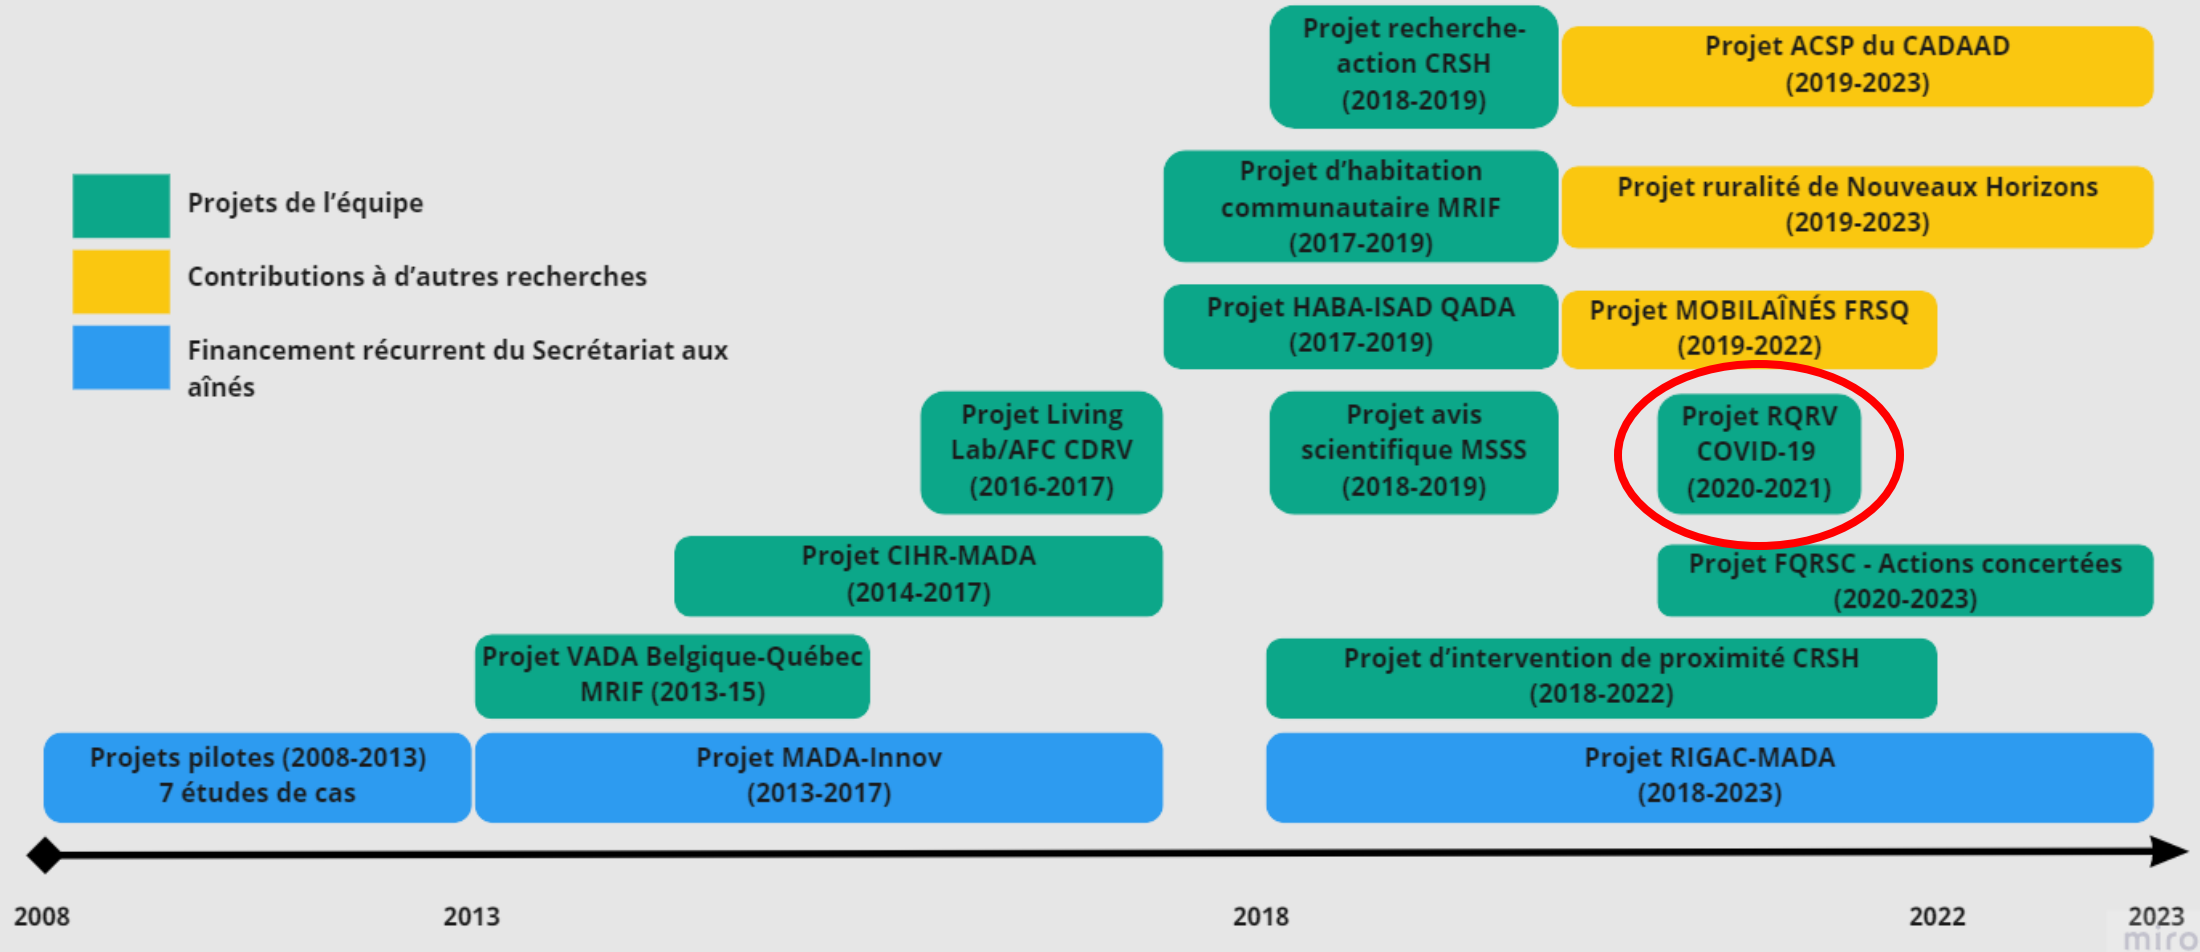 Projet recherche-
action CRSH
(2018-2019)
Projet ACSP du CADAAD
(2019-2023)
Projet d'habitation
communautaire MRIF
(2017-2019)
Projet ruralité de Nouveaux Horizons
(2019-2023)
Projets de l'équipe
Contributions à d'autres recherches
Financement récurrent du Secrétariat aux
aînés
Projet HABA-ISAD QADA
(2017-2019)
Projet MOBILAÎNÉS FRSQ
(2019-2022)
Projet Living
Lab/AFC CDRV
(2016-2017)
Projet avis
scientifique MSSS
(2018-2019)
Projet RQRV
COVID-19
(2020-2021)
Projet CIHR-MADA
(2014-2017)
Projet FQRSC - Actions concertées
(2020-2023)
Projet VADA Belgique-Québec
MRIF (2013-15)
Projet d'intervention de proximité CRSH
(2018-2022)
Projets pilotes (2008-2013)
7 études de cas
Projet MADA-Innov
(2013-2017)
Projet RIGAC-MADA
(2018-2023)
2008
2013
2018
2022
2023
miro